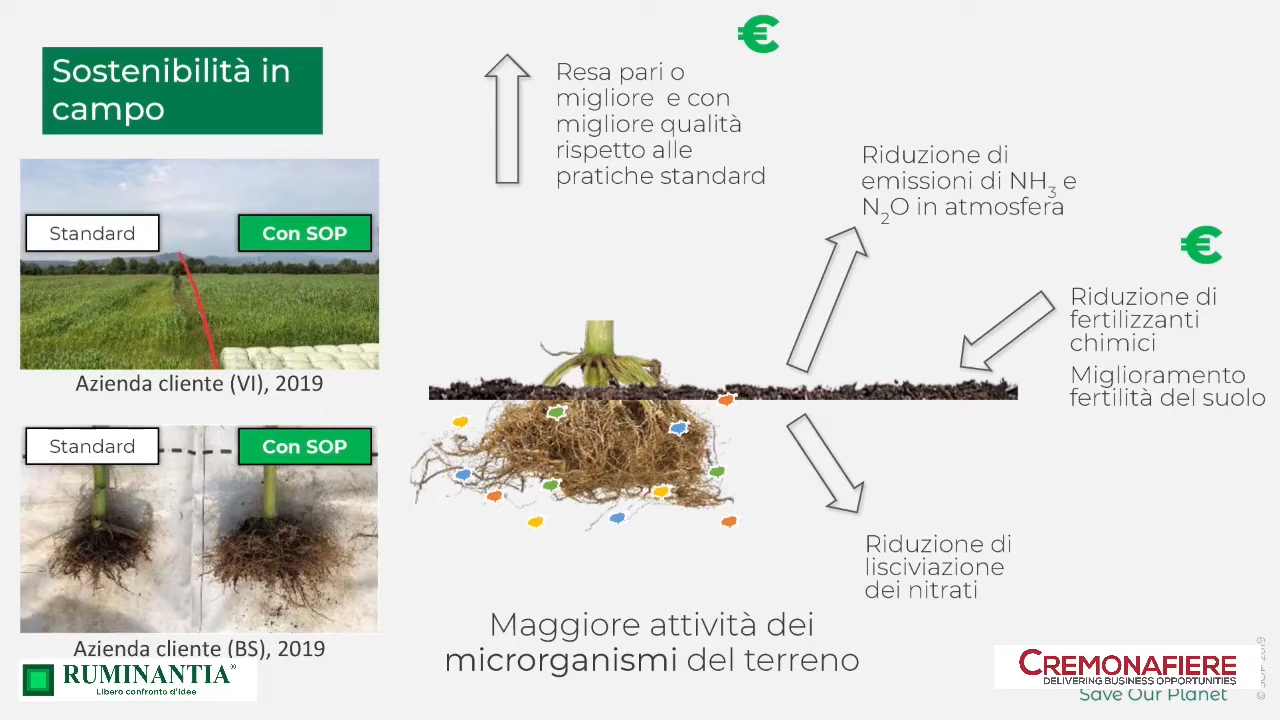 Sostenibilità in
campo
Standard
Con SOP
Azienda cliente (VI), 2019
Standard
Con SOP
Azienda cliente (BS), 2019
RUMINANTIA®
Libero confronto d'Idee
€
Resa pari o
migliore e con
migliore qualità
rispetto alle
pratiche standard
Riduzione di
emissioni di NH3 e
N2O in atmosfera
€
Riduzione di
fertilizzanti
chimici
Miglioramento
fertilità del suolo
Riduzione di
lisciviazione
dei nitrati
Maggiore attività dei
microrganismi del terreno
CREMONAFIERE
DELIVERING BUSINESS OPPORTUNITIES
Save Our Planet
© SOP 2019